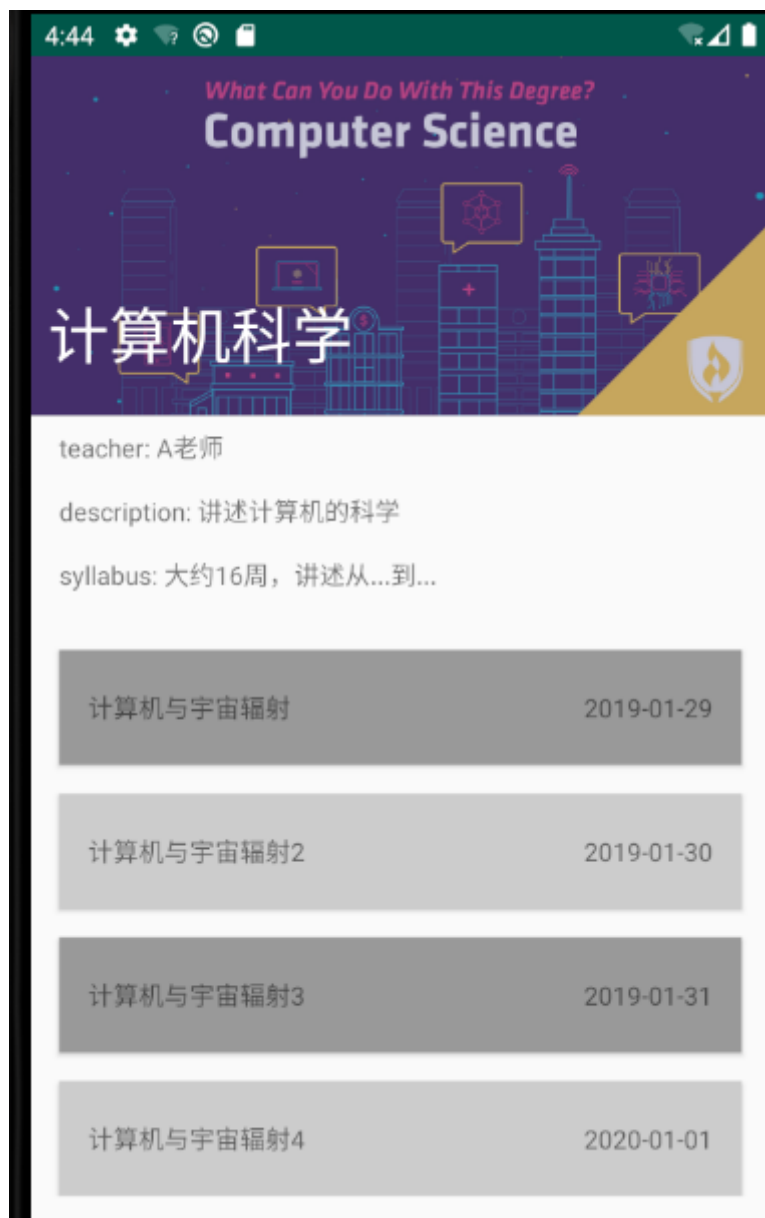 4:44
What Can You Do With This Degree?
Computer Science
计算机科学
teacher: A老师
description: 讲述计算机的科学
syllabus: 大约16周，讲述从...到...
计算机与宇宙辐射 2019-01-29
计算机与宇宙辐射2 2019-01-30
计算机与宇宙辐射3 2019-01-31
计算机与宇宙辐射4 2020-01-01